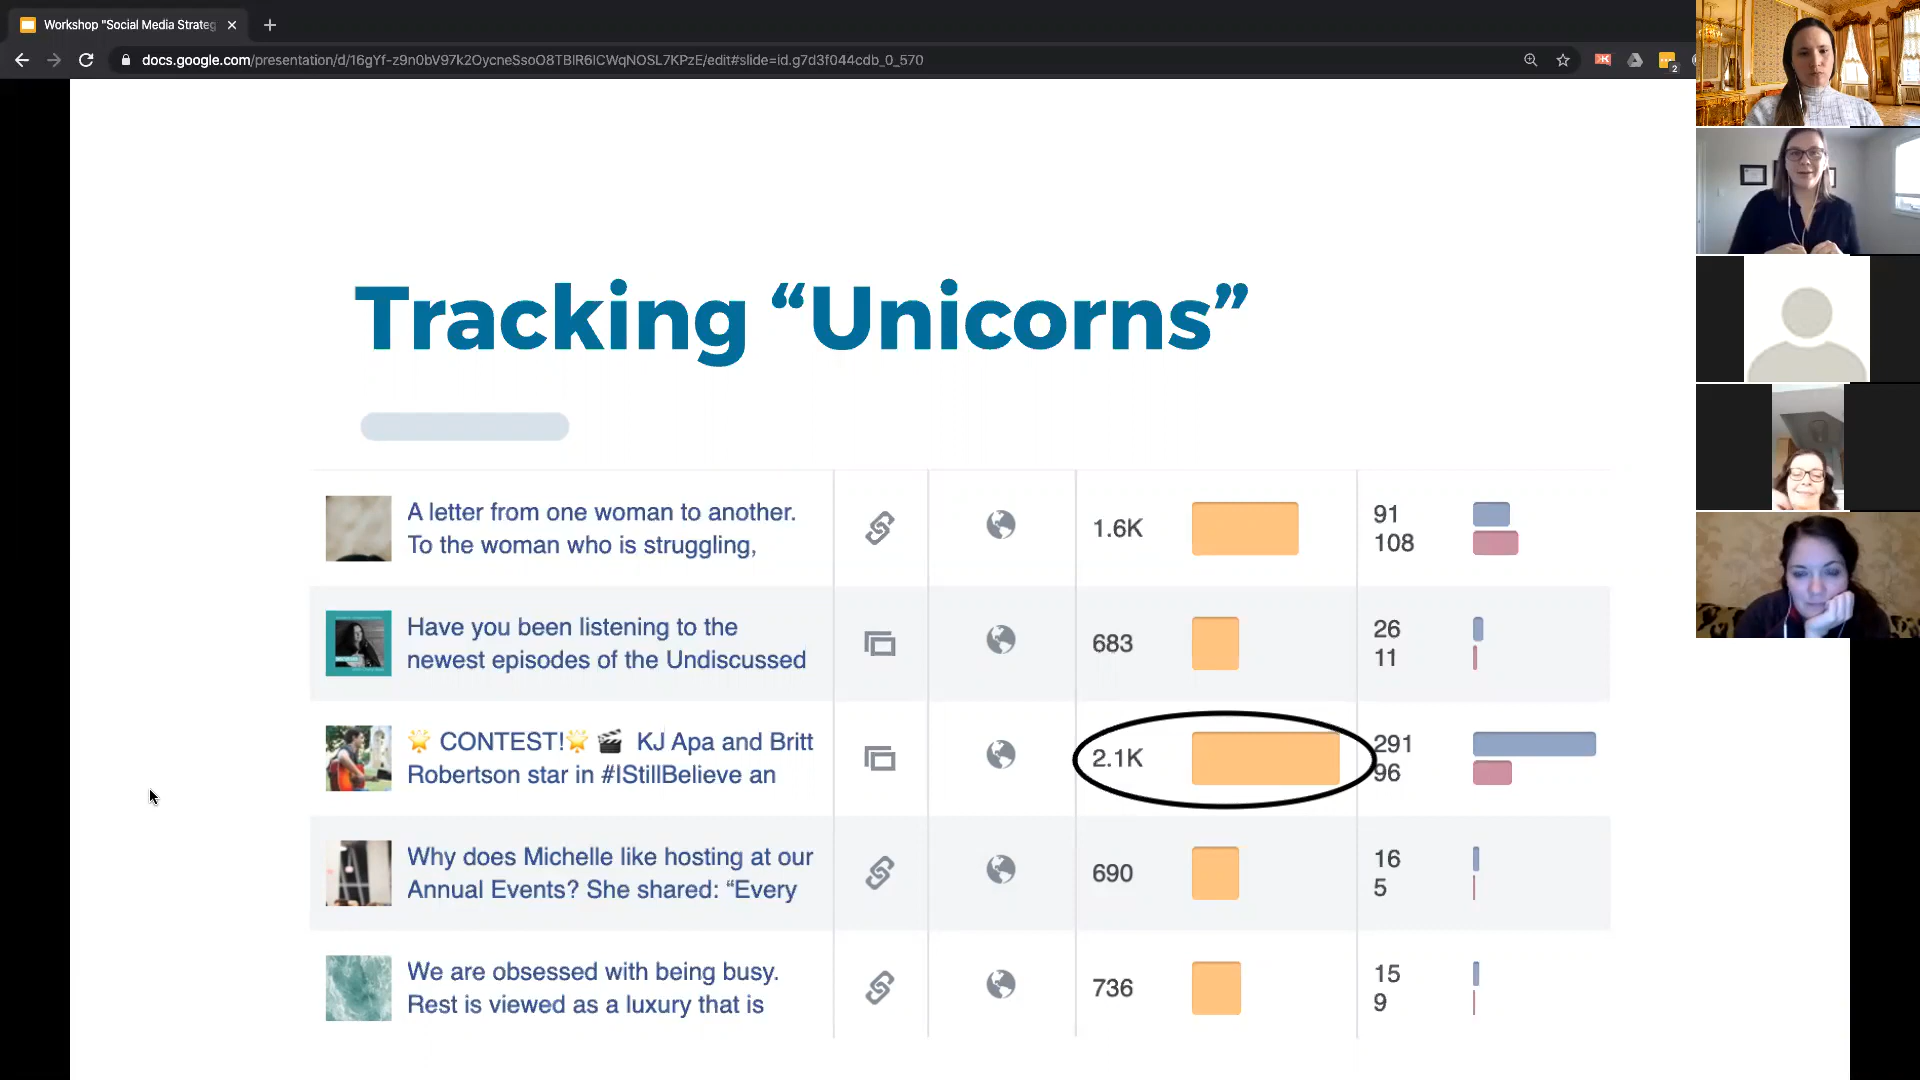 Workshop "Social Media Strateg
docs.google.com/presentation/d/16gYf-z9n0bV97k2OycneSsoO8TBlR6lCWqNOSL7KPzE/edit#slide=id.g7d3f044cdb_0_570
2
Tracking “Unicorns”
A letter from one woman to another.
To the woman who is struggling,
1.6K
91
108
Have you been listening to the
newest episodes of the Undiscussed
683
26
11
🌟 CONTEST!🌟 🎬 KJ Apa and Britt
Robertson star in #IStillBelieve an
2.1K
291
96
Why does Michelle like hosting at our
Annual Events? She shared: “Every
690
16
5
We are obsessed with being busy.
Rest is viewed as a luxury that is
736
15
9